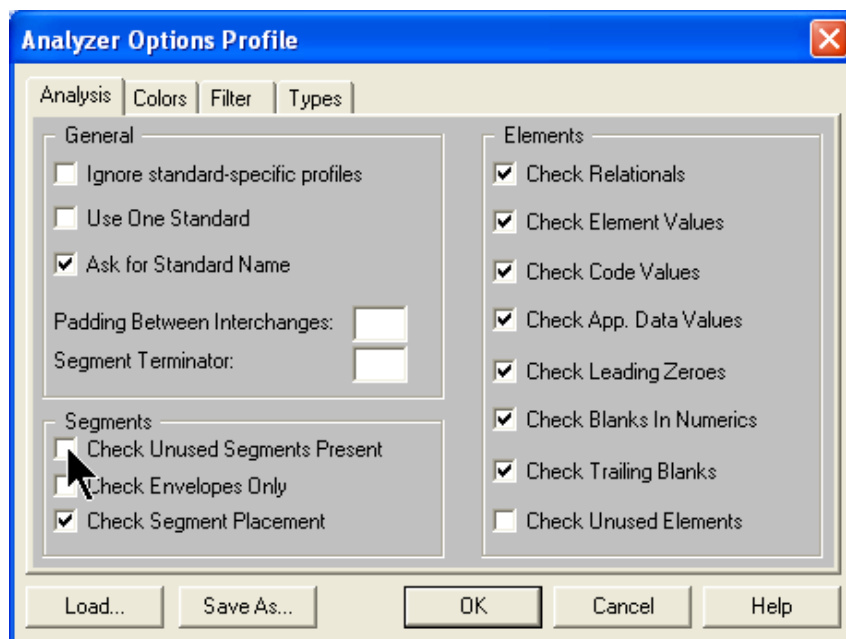 Analyzer Options Profile
Analysis
Colors
Filter
Types
General
Ignore standard-specific profiles
Use One Standard
Ask for Standard Name
Padding Between Interchanges:
Segment Terminator:
Segments
Check Unused Segments Present
Check Envelopes Only
Check Segment Placement
Elements
Check Relationals
Check Element Values
Check Code Values
Check App. Data Values
Check Leading Zeroes
Check Blanks In Numerics
Check Trailing Blanks
Check Unused Elements
Load...
Save As...
OK
Cancel
Help